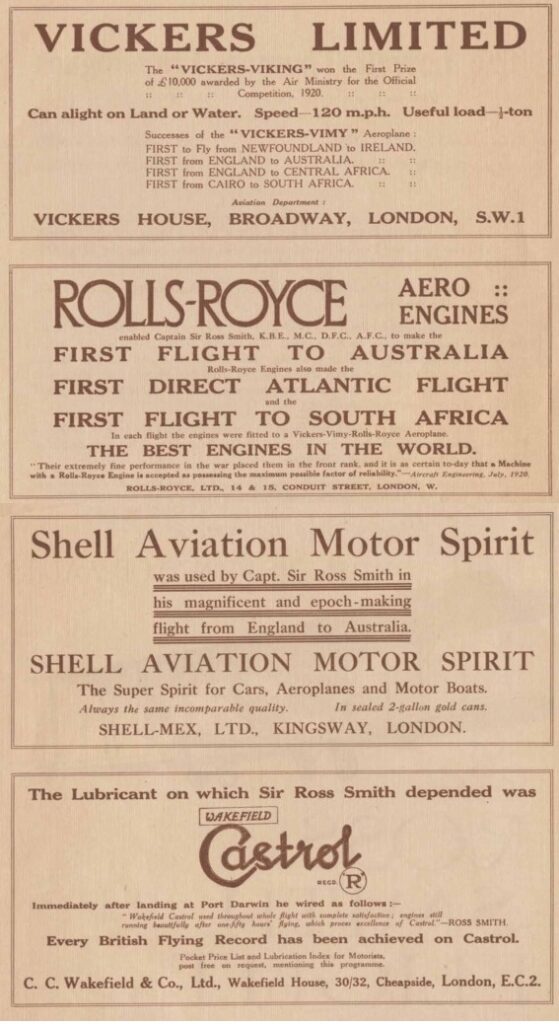 VICKERS LIMITED
The "VICKERS-VIKING" won the First Prize
of £10,000 awarded by the Air Ministry for the Official
:: :: :: Competition, 1920. :: :: ::
Can alight on Land or Water. Speed—120 m.p.h. Useful load—½-ton
Successes of the "VICKERS-VIMY" Aeroplane :
FIRST to Fly from NEWFOUNDLAND to IRELAND.
FIRST from ENGLAND to AUSTRALIA. :: ::
FIRST from ENGLAND to CENTRAL AFRICA. ::
FIRST from CAIRO to SOUTH AFRICA. :: ::
Aviation Department :
VICKERS HOUSE, BROADWAY, LONDON, S.W.1
ROLLS-ROYCE AERO ::
ENGINES
enabled Captain Sir Ross Smith, K.B.E., M.C., D.F.C., A.F.C., to make the
FIRST FLIGHT TO AUSTRALIA
Rolls-Royce Engines also made the
FIRST DIRECT ATLANTIC FLIGHT
and the
FIRST FLIGHT TO SOUTH AFRICA
In each flight the engines were fitted to a Vickers-Vimy-Rolls-Royce Aeroplane.
THE BEST ENGINES IN THE WORLD.
"Their extremely fine performance in the war placed them in the front rank, and it is as certain to-day that a Machine
with a Rolls-Royce Engine is accepted as possessing the maximum possible factor of reliability."—Aircraft Engineering, July, 1920.
ROLLS-ROYCE, LTD., 14 & 15, CONDUIT STREET, LONDON, W.
Shell Aviation Motor Spirit
was used by Capt. Sir Ross Smith in
his magnificent and epoch-making
flight from England to Australia.
SHELL AVIATION MOTOR SPIRIT
The Super Spirit for Cars, Aeroplanes and Motor Boats.
Always the same incomparable quality. In sealed 2-gallon gold cans.
SHELL-MEX, LTD., KINGSWAY, LONDON.
The Lubricant on which Sir Ross Smith depended was
WAKEFIELD
Castrol
REGD. "R"
Immediately after landing at Port Darwin he wired as follows :—
"Wakefield Castrol used throughout whole flight with complete satisfaction ; engines still
running beautifully after one-fifty hours' flying, which proves excellence of Castrol."—ROSS SMITH.
Every British Flying Record has been achieved on Castrol.
Pocket Price List and Lubrication Index for Motorists,
post free on request, mentioning this programme.
C. C. Wakefield & Co., Ltd., Wakefield House, 30/32, Cheapside, London, E.C.2.